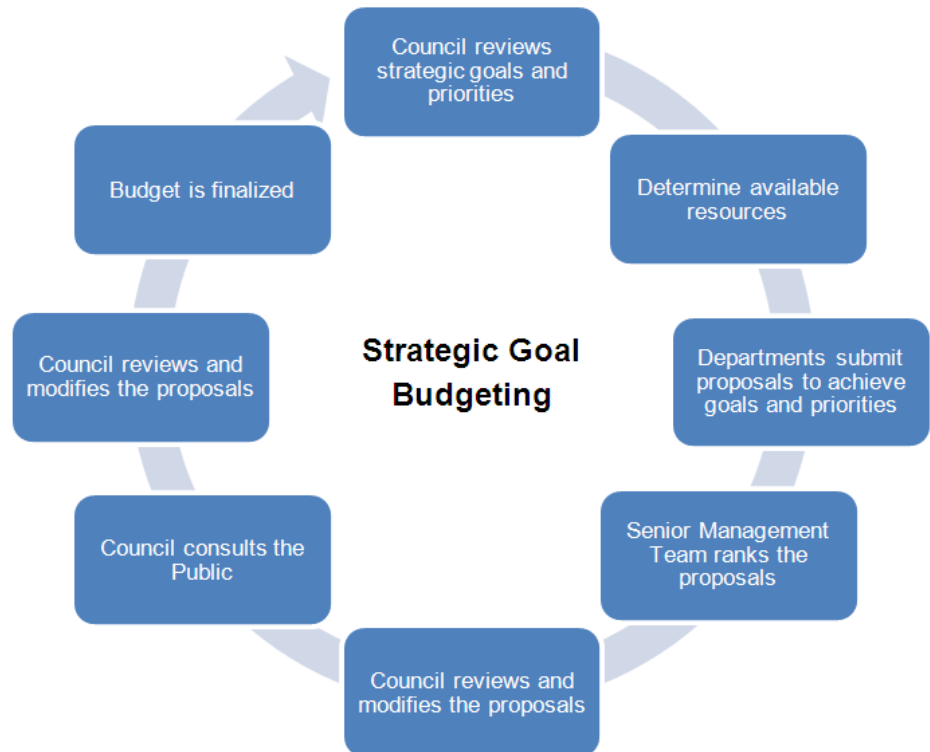 Council reviews
strategic goals and
priorities
Determine available
resources
Departments submit
proposals to achieve
goals and priorities
Senior Management
Team ranks the
proposals
Council reviews and
modifies the proposals
Council consults the
Public
Council reviews and
modifies the proposals
Budget is finalized
Strategic Goal
Budgeting